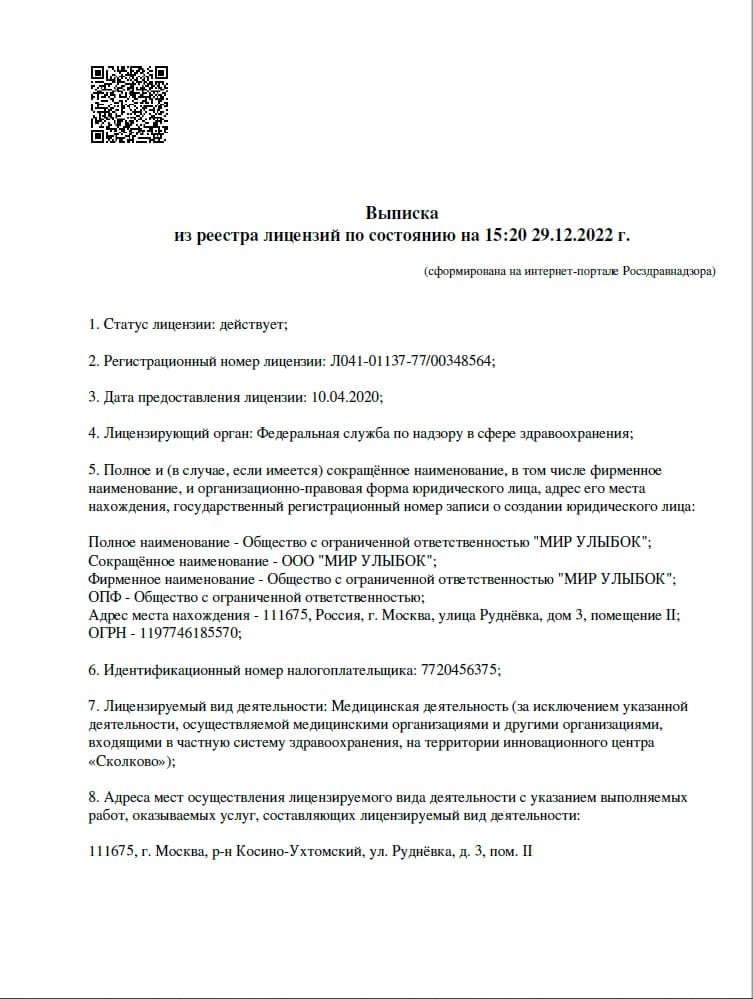 Выписка
из реестра лицензий по состоянию на 15:20 29.12.2022 г.
(сформирована на интернет-портале Росздравнадзора)
1. Статус лицензии: действует;
2. Регистрационный номер лицензии: Л041-01137-77/00348564;
3. Дата предоставления лицензии: 10.04.2020;
4. Лицензирующий орган: Федеральная служба по надзору в сфере здравоохранения;
5. Полное и (в случае, если имеется) сокращённое наименование, в том числе фирменное
наименование, и организационно-правовая форма юридического лица, адрес его места
нахождения, государственный регистрационный номер записи о создании юридического лица:
Полное наименование - Общество с ограниченной ответственностью "МИР УЛЫБОК";
Сокращённое наименование - ООО "МИР УЛЫБОК";
Фирменное наименование - Общество с ограниченной ответственностью "МИР УЛЫБОК";
ОПФ - Общество с ограниченной ответственностью;
Адрес места нахождения - 111675, Россия, г. Москва, улица Руднёвка, дом 3, помещение II;
ОГРН - 1197746185570;
6. Идентификационный номер налогоплательщика: 7720456375;
7. Лицензируемый вид деятельности: Медицинская деятельность (за исключением указанной
деятельности, осуществляемой медицинскими организациями и другими организациями,
входящими в частную систему здравоохранения, на территории инновационного центра
«Сколково»);
8. Адреса мест осуществления лицензируемого вида деятельности с указанием выполняемых
работ, оказываемых услуг, составляющих лицензируемый вид деятельности:
111675, г. Москва, р-н Косино-Ухтомский, ул. Руднёвка, д. 3, пом. II